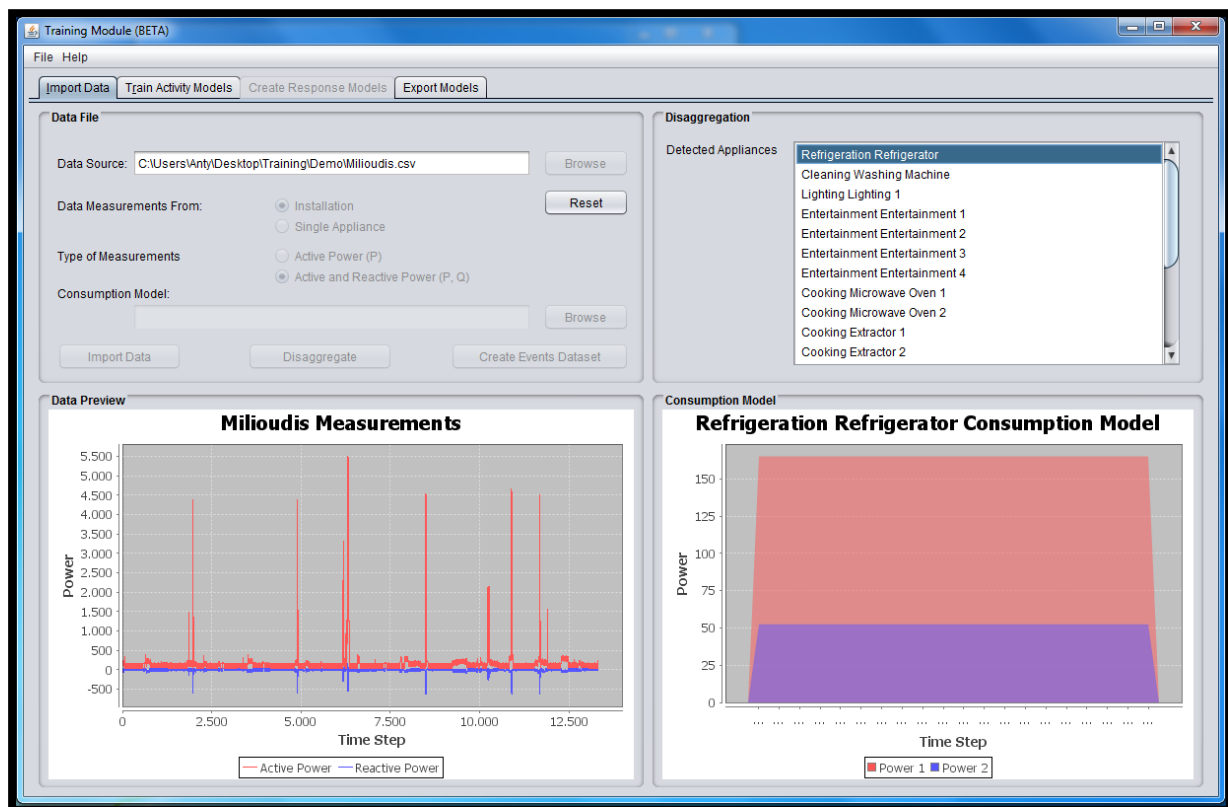 Training Module (BETA)
File Help
Import Data Train Activity Models Create Response Models Export Models
Data File
Data Source: C:\Users\Anty\Desktop\Training\Demo\Milioudis.csv Browse
Data Measurements From: Installation Reset
Single Appliance
Type of Measurements Active Power (P)
Active and Reactive Power (P, Q)
Consumption Model:
Browse
Import Data Disaggregate Create Events Dataset
Disaggregation
Detected Appliances
Refrigeration Refrigerator
Cleaning Washing Machine
Lighting Lighting 1
Entertainment Entertainment 1
Entertainment Entertainment 2
Entertainment Entertainment 3
Entertainment Entertainment 4
Cooking Microwave Oven 1
Cooking Microwave Oven 2
Cooking Extractor 1
Cooking Extractor 2
Data Preview
Milioudis Measurements
5.500
5.000
4.500
4.000
3.500
3.000
2.500
2.000
1.500
1.000
500
0
-500
Power
0 2.500 5.000 7.500 10.000 12.500
Time Step
Active Power Reactive Power
Consumption Model
Refrigeration Refrigerator Consumption Model
150
125
100
75
50
25
0
Power
... ... ... ... ... ... ... ... ... ... ... ... ... ... ... ... ... ... ...
Time Step
Power 1 Power 2